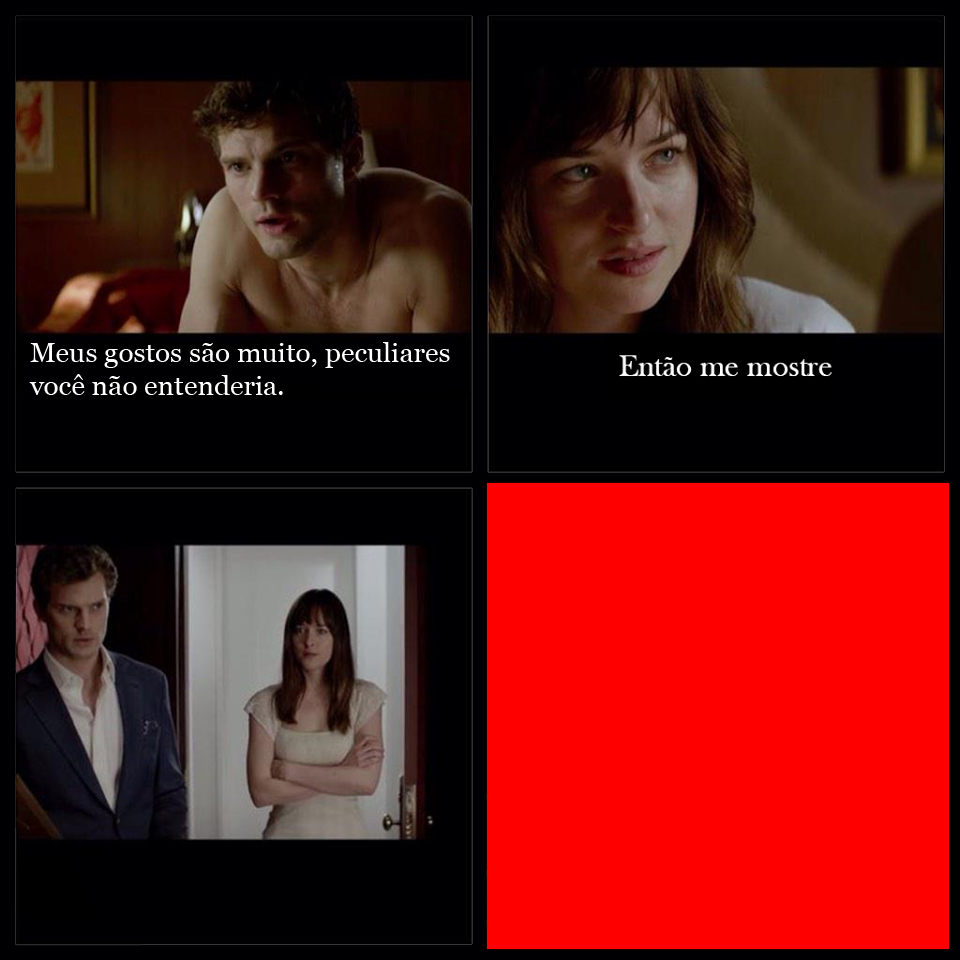 Meus gostos são muito, peculiares
você não entenderia.
Então me mostre